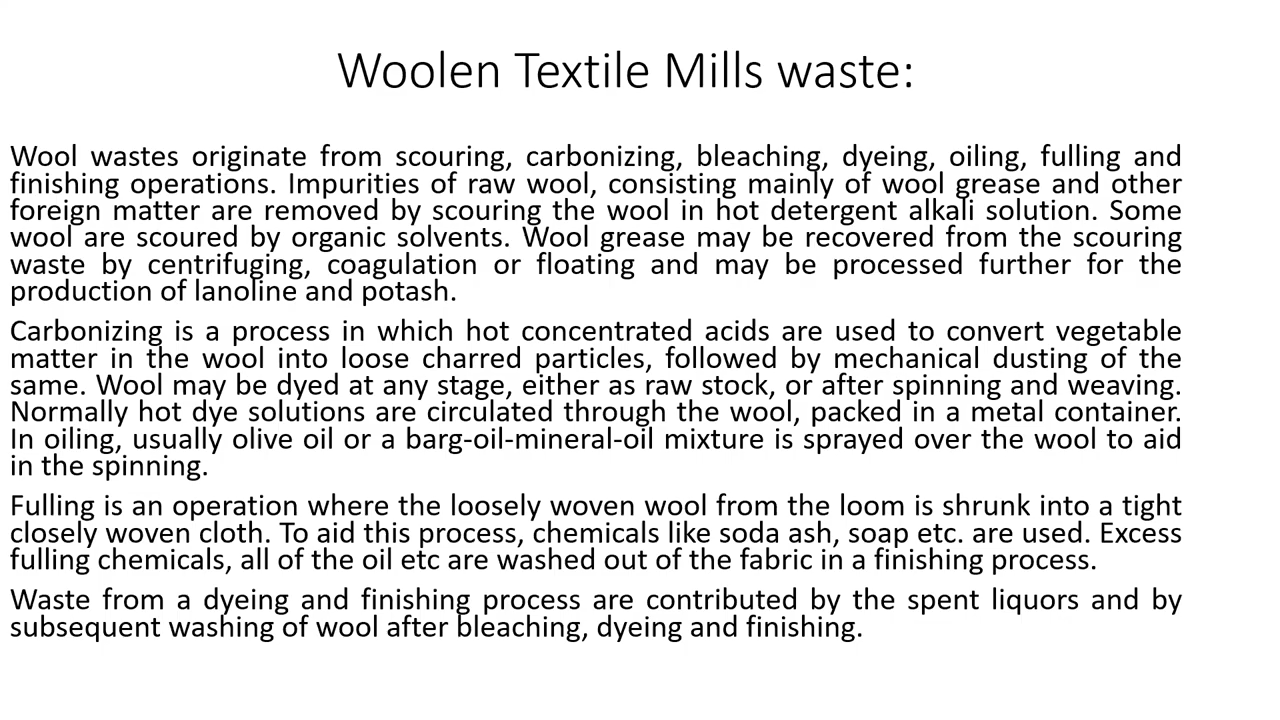 Woolen Textile Mills waste:
Wool wastes originate from scouring, carbonizing, bleaching, dyeing, oiling, fulling and
finishing operations. Impurities of raw wool, consisting mainly of wool grease and other
foreign matter are removed by scouring the wool in hot detergent alkali solution. Some
wool are scoured by organic solvents. Wool grease may be recovered from the scouring
waste by centrifuging, coagulation or floating and may be processed further for the
production of lanoline and potash.
Carbonizing is a process in which hot concentrated acids are used to convert vegetable
matter in the wool into loose charred particles, followed by mechanical dusting of the
same. Wool may be dyed at any stage, either as raw stock, or after spinning and weaving.
Normally hot dye solutions are circulated through the wool, packed in a metal container.
In oiling, usually olive oil or a barg-oil-mineral-oil mixture is sprayed over the wool to aid
in the spinning.
Fulling is an operation where the loosely woven wool from the loom is shrunk into a tight
closely woven cloth. To aid this process, chemicals like soda ash, soap etc. are used. Excess
fulling chemicals, all of the oil etc are washed out of the fabric in a finishing process.
Waste from a dyeing and finishing process are contributed by the spent liquors and by
subsequent washing of wool after bleaching, dyeing and finishing.